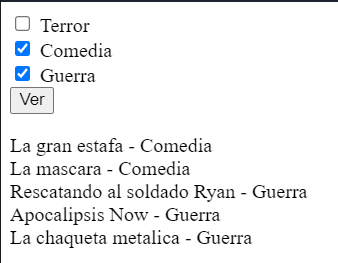 Terror
Comedia
Guerra
Ver
La gran estafa - Comedia
La mascara - Comedia
Rescatando al soldado Ryan - Guerra
Apocalipsis Now - Guerra
La chaqueta metalica - Guerra